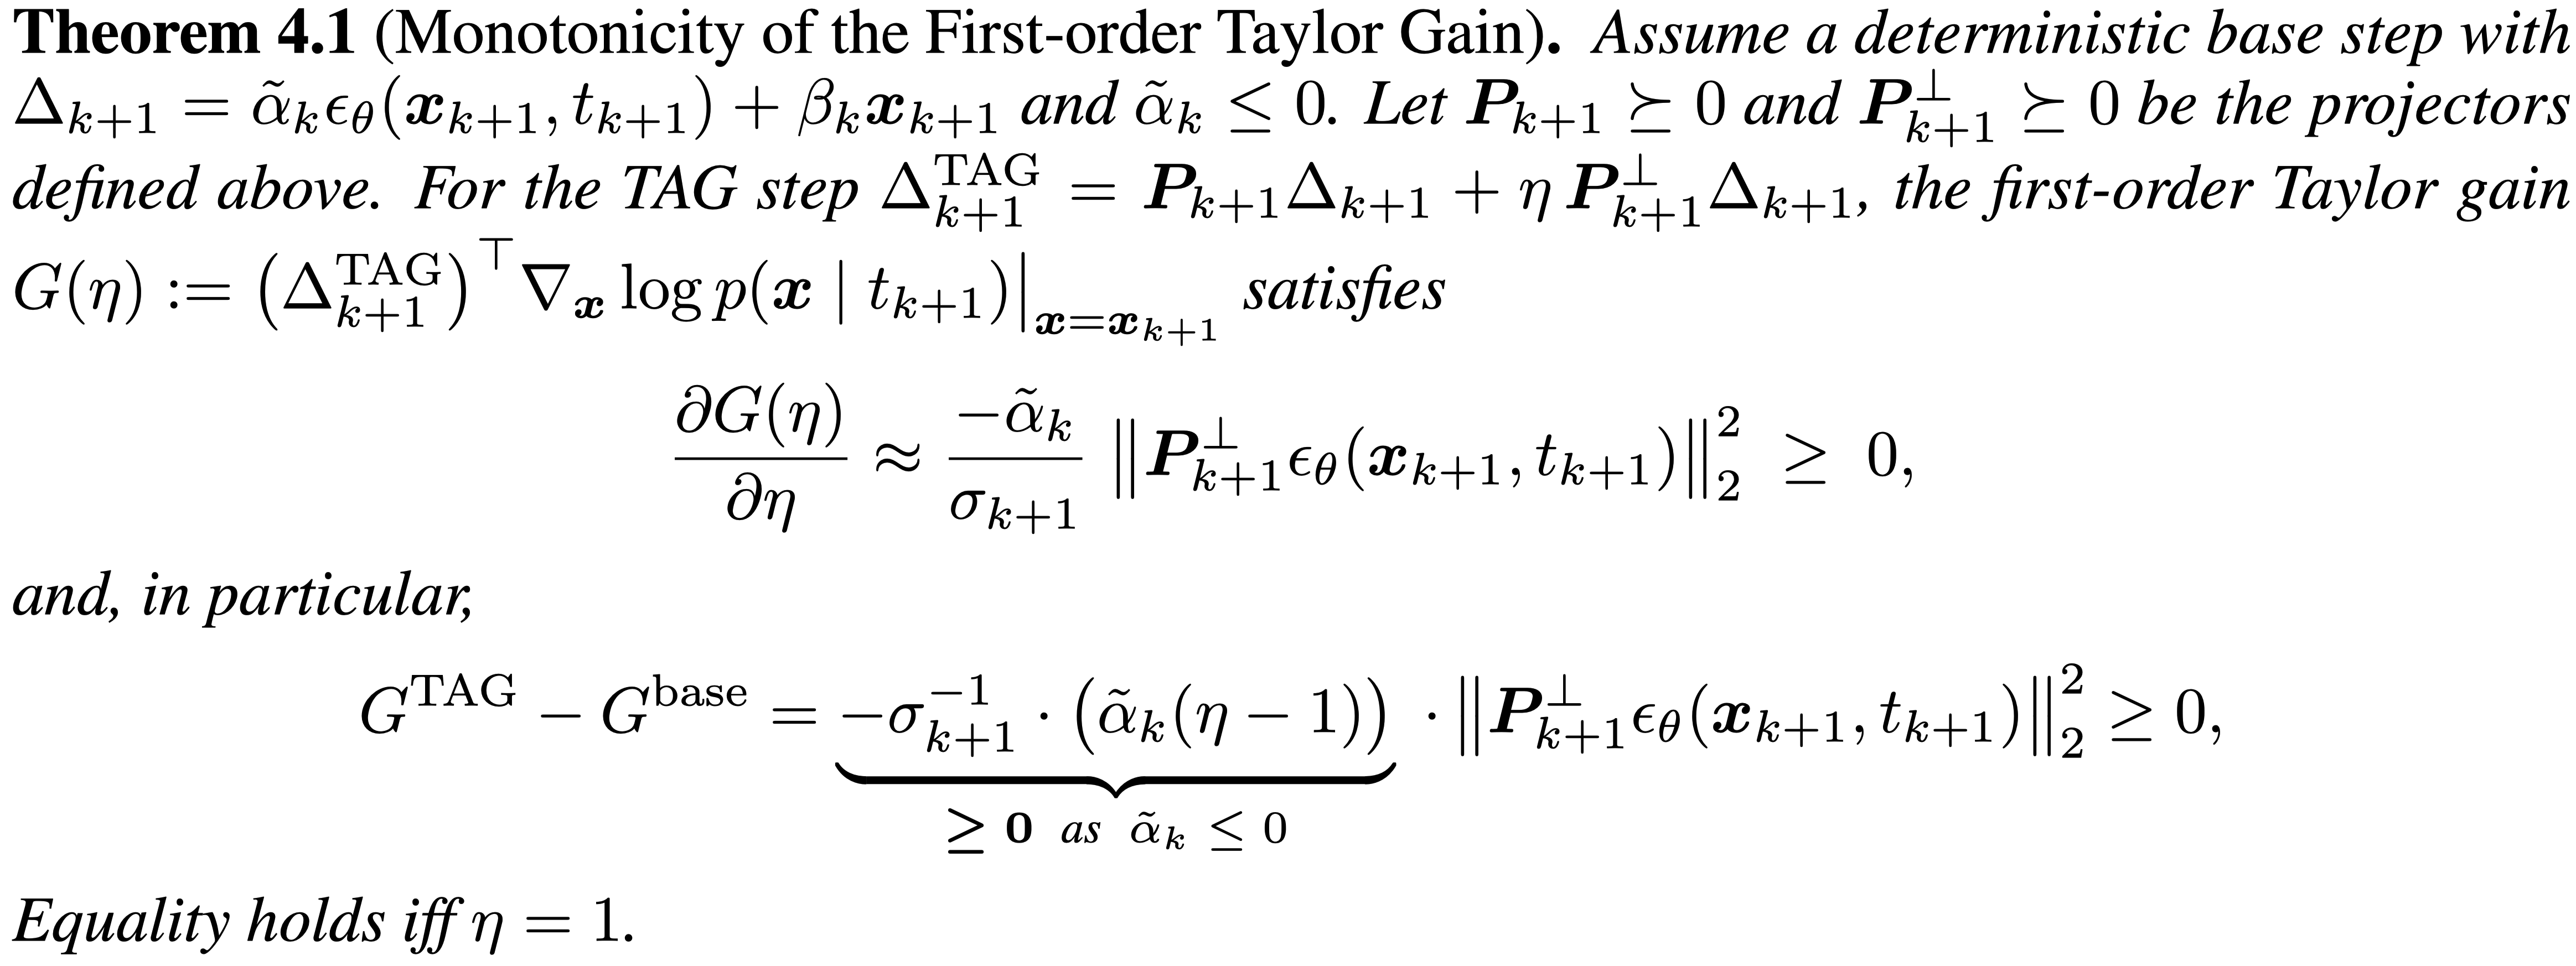 Theorem 4.1 (Monotonicity of the First-order Taylor Gain). Assume a deterministic base step with
$\Delta_{k+1} = \tilde{\alpha}_k \epsilon_\theta(\boldsymbol{x}_{k+1}, t_{k+1}) + \beta_k \boldsymbol{x}_{k+1}$ and $\tilde{\alpha}_k \leq 0$. Let $\boldsymbol{P}_{k+1} \succeq 0$ and $\boldsymbol{P}_{k+1}^{\perp} \succeq 0$ be the projectors
defined above. For the TAG step $\Delta_{k+1}^{\mathrm{TAG}} = \boldsymbol{P}_{k+1}\Delta_{k+1} + \eta\, \boldsymbol{P}_{k+1}^{\perp}\Delta_{k+1}$, the first-order Taylor gain
$G(\eta) := \left(\Delta_{k+1}^{\mathrm{TAG}}\right)^{\top} \nabla_{\boldsymbol{x}} \log p(\boldsymbol{x} \mid t_{k+1})\big|_{\boldsymbol{x}=\boldsymbol{x}_{k+1}}$ satisfies
$\frac{\partial G(\eta)}{\partial \eta} \approx \frac{-\tilde{\alpha}_k}{\sigma_{k+1}} \left\|\boldsymbol{P}_{k+1}^{\perp} \epsilon_\theta(\boldsymbol{x}_{k+1}, t_{k+1})\right\|_2^2 \geq 0,$
and, in particular,
$G^{\mathrm{TAG}} - G^{\mathrm{base}} = \underbrace{-\sigma_{k+1}^{-1} \cdot \left(\tilde{\alpha}_k(\eta - 1)\right)}_{\geq \mathbf{0} \text{ as } \tilde{\alpha}_k \leq 0} \cdot \left\|\boldsymbol{P}_{k+1}^{\perp} \epsilon_\theta(\boldsymbol{x}_{k+1}, t_{k+1})\right\|_2^2 \geq 0,$
Equality holds iff $\eta = 1$.